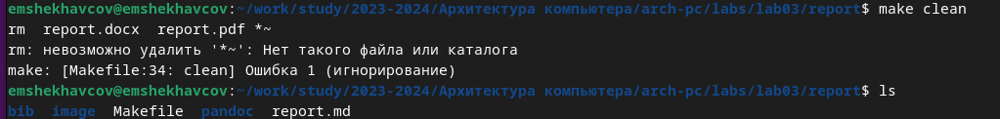 emshekhavcov@emshekhavcov:~/work/study/2023-2024/Архитектура компьютера/arch-pc/labs/lab03/report$ make clean
rm  report.docx  report.pdf *~
rm: невозможно удалить '*~': Нет такого файла или каталога
make: [Makefile:34: clean] Ошибка 1 (игнорирование)
emshekhavcov@emshekhavcov:~/work/study/2023-2024/Архитектура компьютера/arch-pc/labs/lab03/report$ ls
bib  image  Makefile  pandoc  report.md